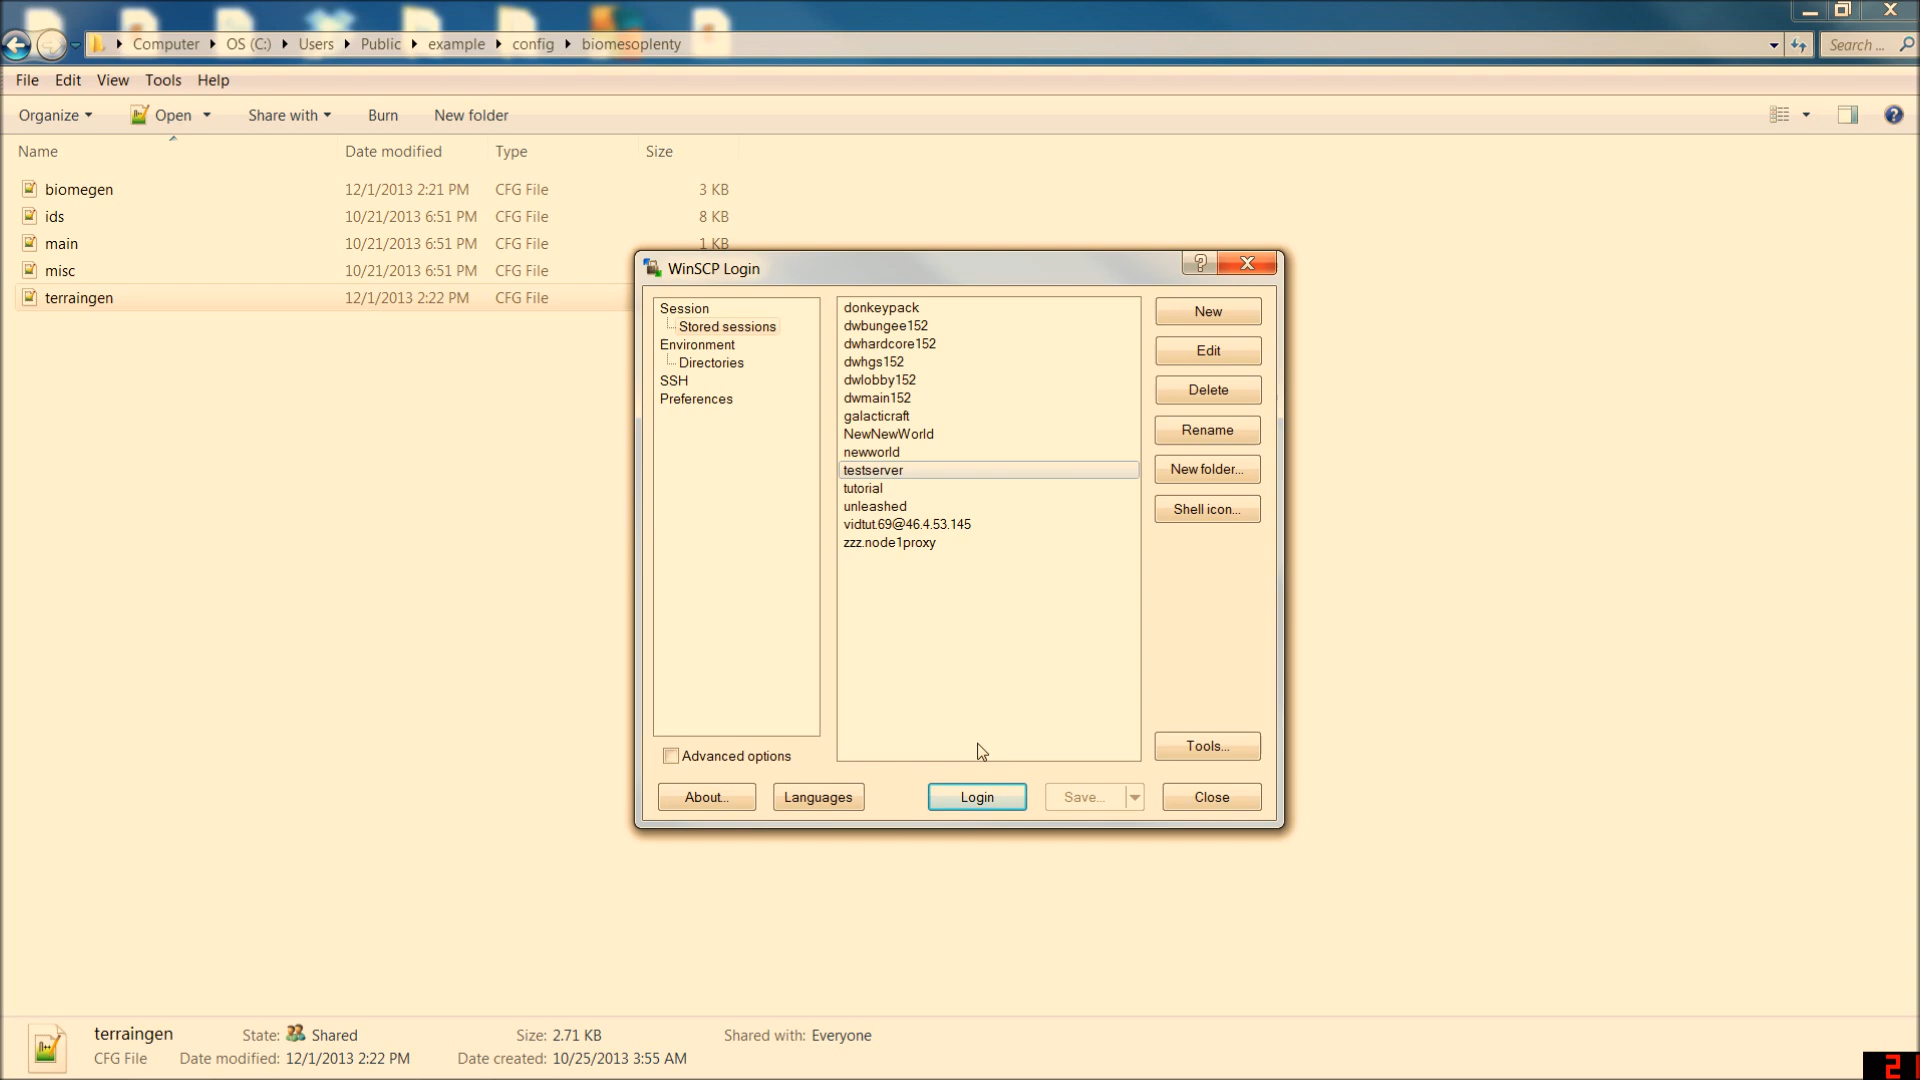 Computer OS (C:) Users Public example config biomesoplenty Search ...
File Edit View Tools Help
Organize Open Share with Burn New folder
Name Date modified Type Size
biomegen 12/1/2013 2:21 PM CFG File 3 KB
ids 10/21/2013 6:51 PM CFG File 8 KB
main 10/21/2013 6:51 PM CFG File 1 KB
misc 10/21/2013 6:51 PM CFG File
terraingen 12/1/2013 2:22 PM CFG File
WinSCP Login
Session
Stored sessions
Environment
Directories
SSH
Preferences
donkeypack
dwbungee152
dwhardcore152
dwhgs152
dwlobby152
dwmain152
galacticraft
NewNewWorld
newworld
testserver
tutorial
unleashed
vidtut.69@46.4.53.145
zzz.node1proxy
New
Edit
Delete
Rename
New folder...
Shell icon...
Tools...
Advanced options
About... Languages Login Save... Close
terraingen State: Shared Size: 2.71 KB Shared with: Everyone
CFG File Date modified: 12/1/2013 2:22 PM Date created: 10/25/2013 3:55 AM
2